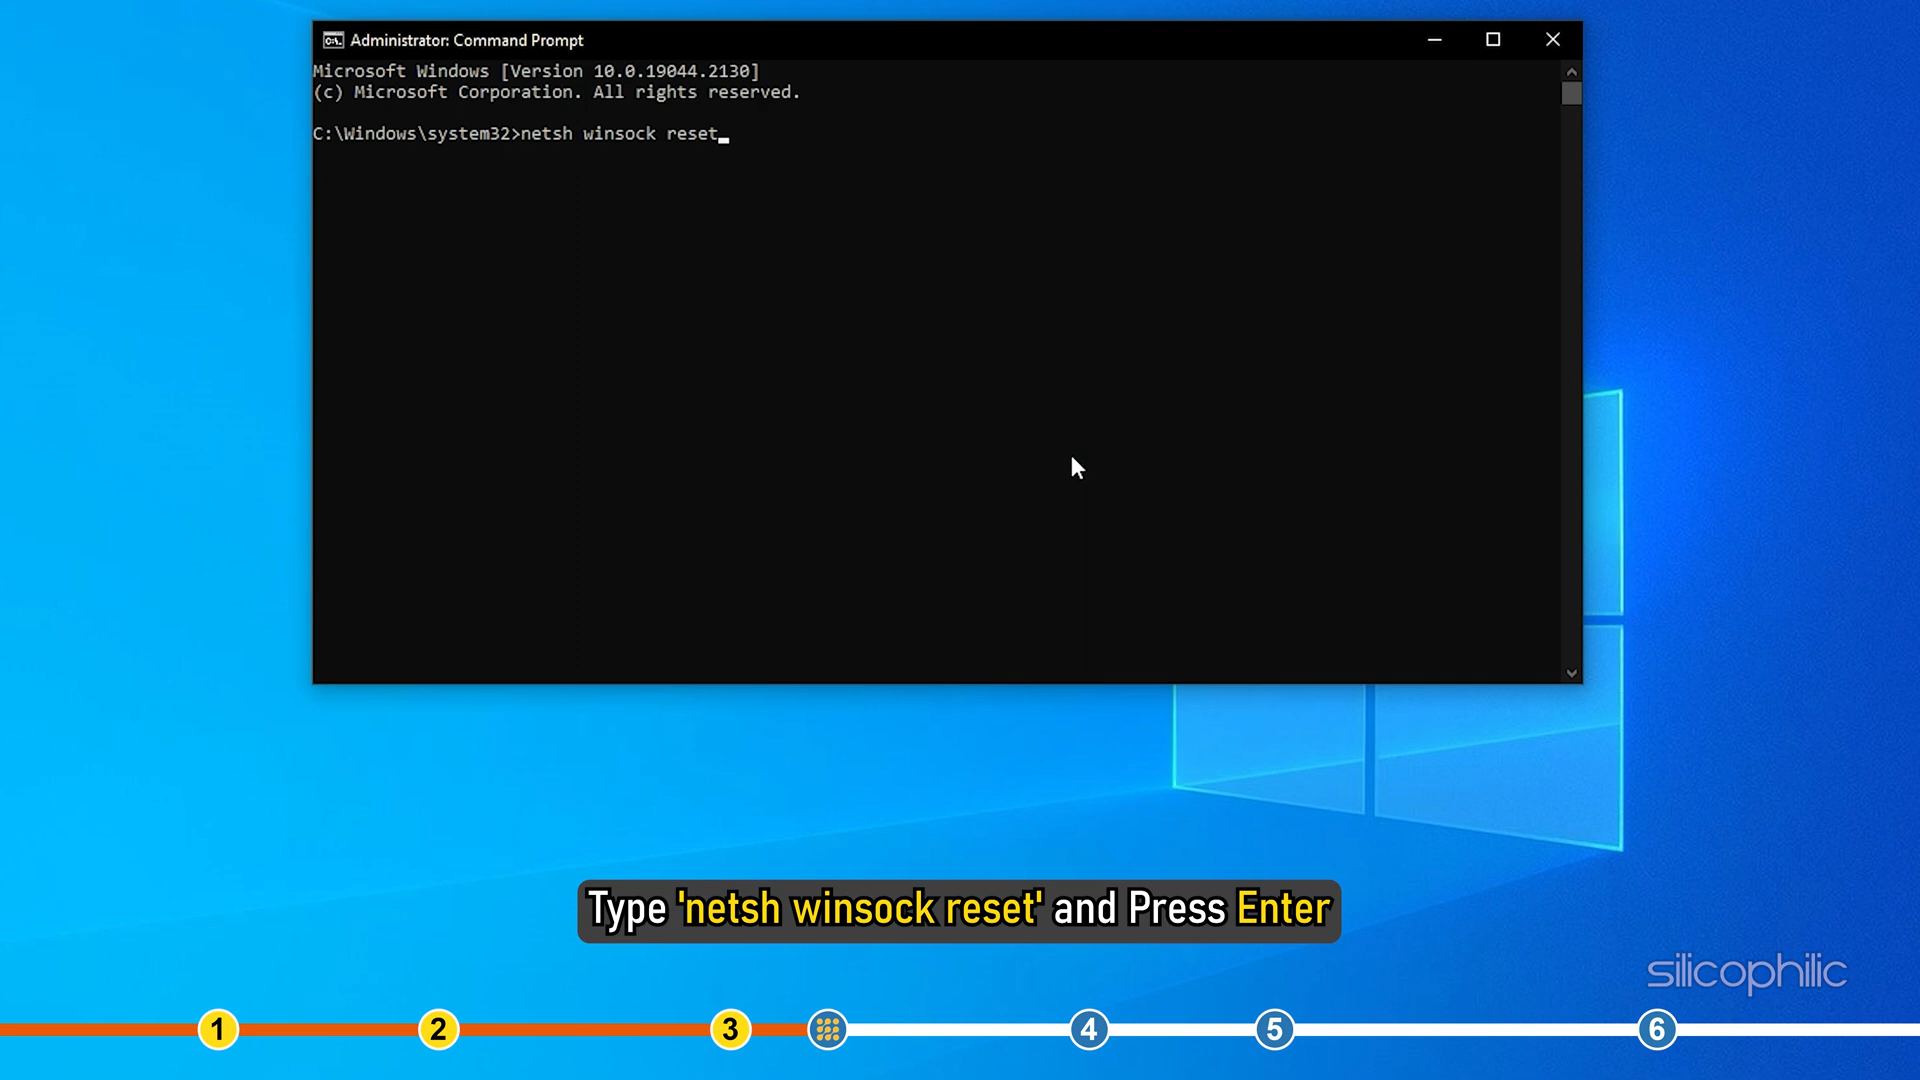 Administrator: Command Prompt
Microsoft Windows [Version 10.0.19044.2130]
(c) Microsoft Corporation. All rights reserved.
C:\Windows\system32>netsh winsock reset
Type 'netsh winsock reset' and Press Enter
silicophilic
1 2 3 4 5 6